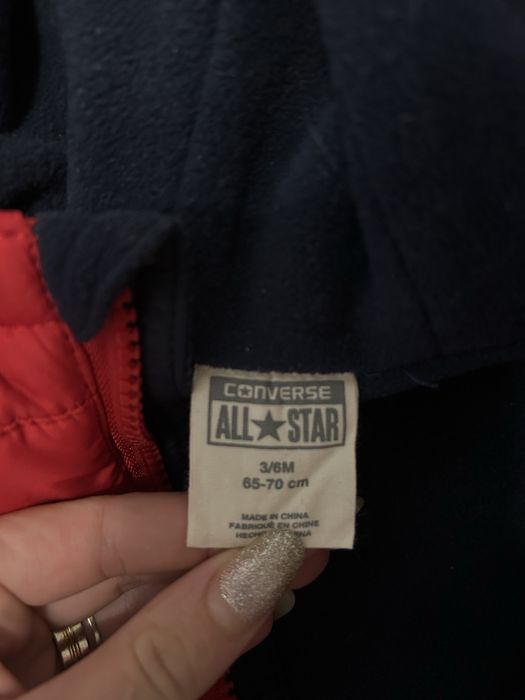 CONVERSE
ALL★STAR
3/6M
65-70 cm
MADE IN CHINA
FABRIQUÉ EN CHINE